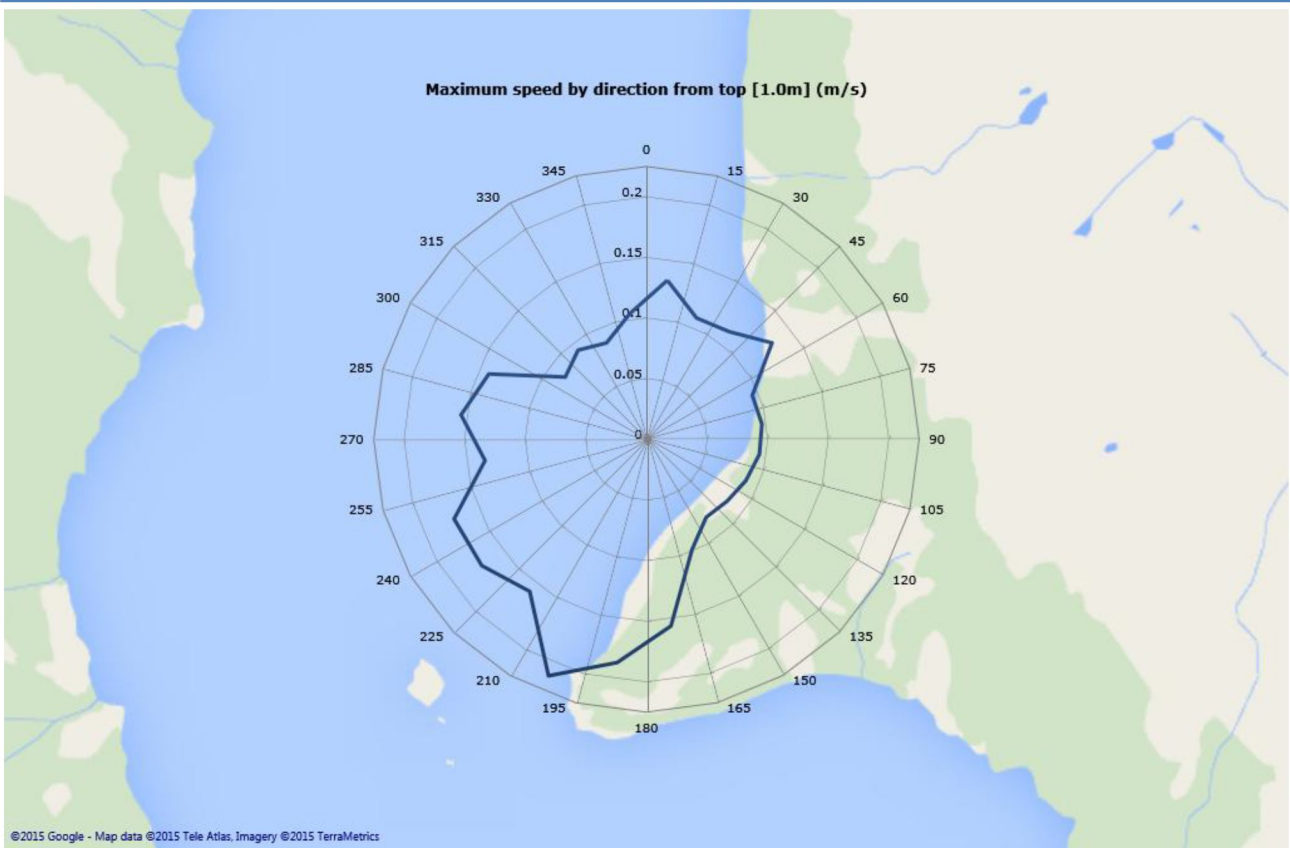 Maximum speed by direction from top [1.0m] (m/s)
0
345 15
330 0.2 30
315 0.15 45
300 0.1 60
285 0.05 75
270 0 90
255 105
240 120
225 135
210 150
195 165
180
©2015 Google - Map data ©2015 Tele Atlas, Imagery ©2015 TerraMetrics